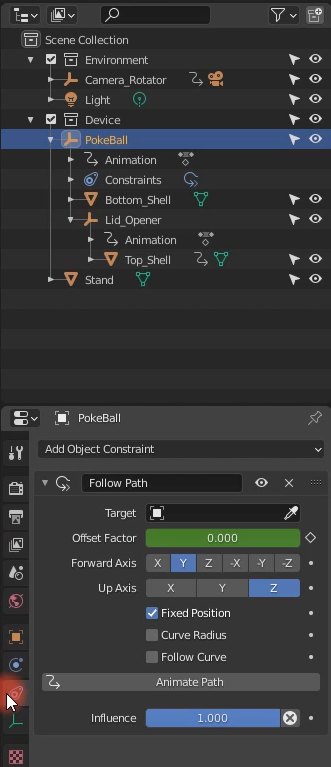 Scene Collection
Environment
Camera_Rotator
Light
Device
PokeBall
Animation
Constraints
Bottom_Shell
Lid_Opener
Animation
Top_Shell
Stand
PokeBall
Add Object Constraint
Follow Path
Target
Offset Factor 0.000
Forward Axis X Y Z -X -Y -Z
Up Axis X Y Z
Fixed Position
Curve Radius
Follow Curve
Animate Path
Influence 1.000